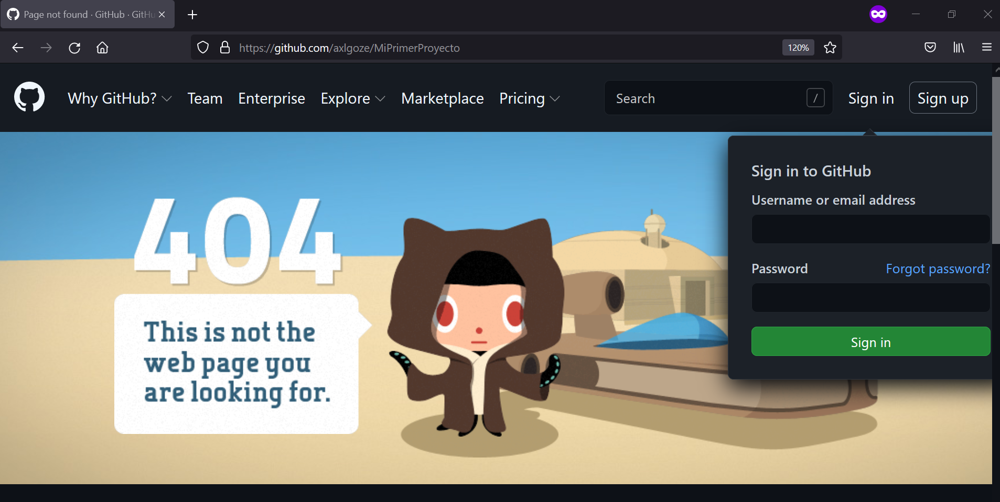 Page not found · GitHub · GitHu
https://github.com/axlgoze/MiPrimerProyecto
120%
Why GitHub? Team Enterprise Explore Marketplace Pricing
Search /
Sign in
Sign up
404
This is not the
web page you
are looking for.
Sign in to GitHub
Username or email address
Password Forgot password?
Sign in